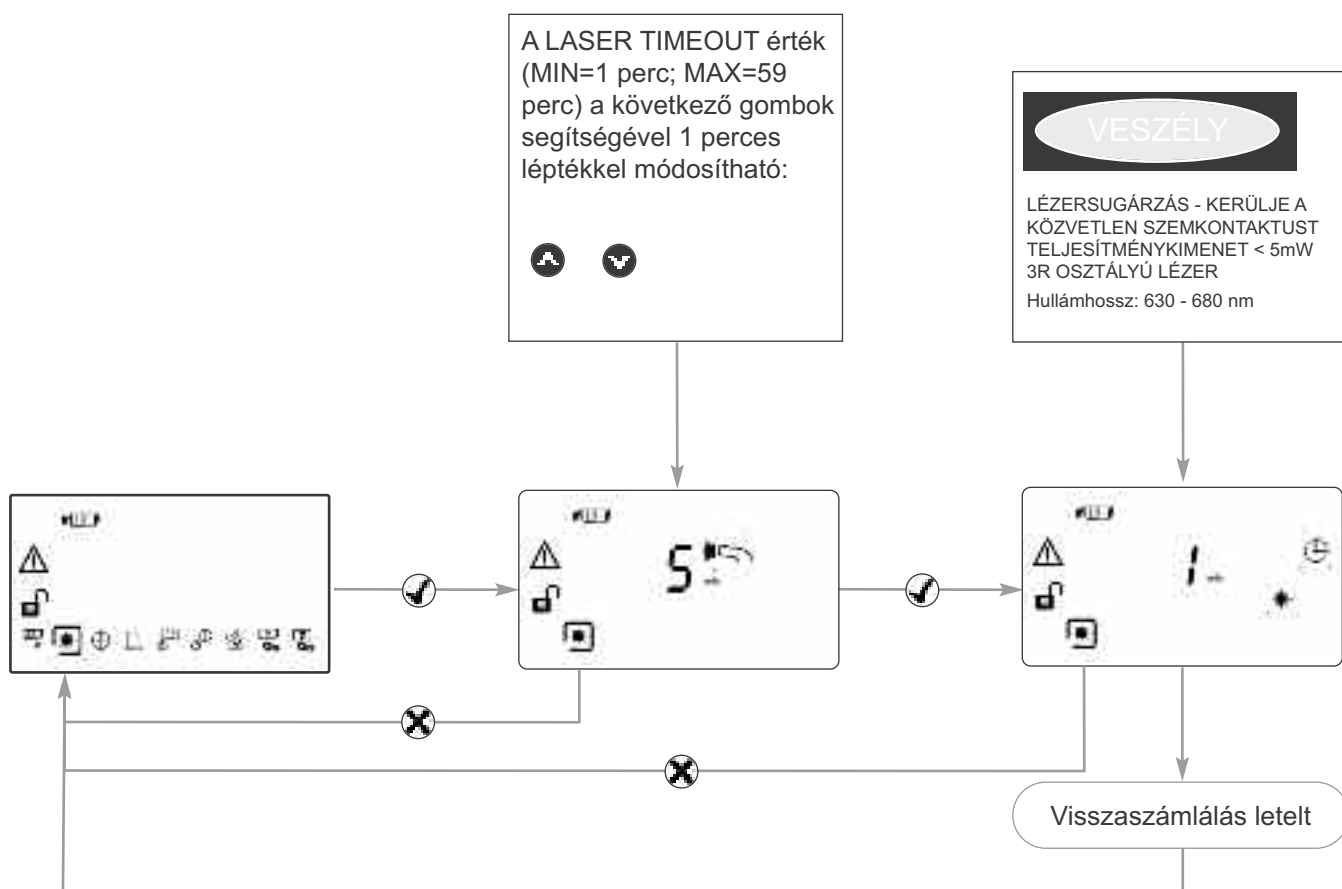 A LASER TIMEOUT érték
(MIN=1 perc; MAX=59
perc) a következő gombok
segítségével 1 perces
léptékkel módosítható:
VESZÉLY
LÉZERSUGÁRZÁS - KERÜLJE A
KÖZVETLEN SZEMKONTAKTUST
TELJESÍTMÉNYKIMENET < 5mW
3R OSZTÁLYÚ LÉZER
Hullámhossz: 630 - 680 nm
5
1
Visszaszámlálás letelt